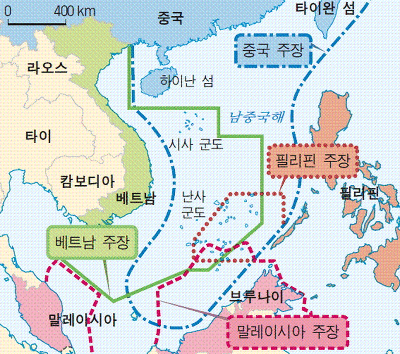 0 400 km
중국
타이완 섬
중국 주장
라오스
하이난 섬
남중국해
시사 군도
타이
필리핀 주장
캄보디아
난사
군도
베트남
필리핀
베트남 주장
브루나이
말레이시아
말레이시아 주장